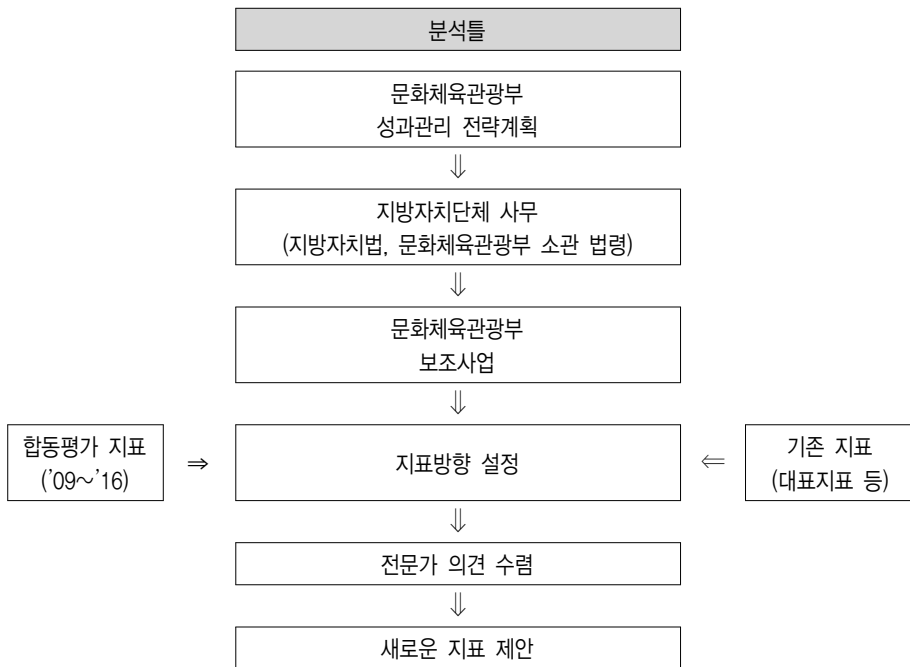 분석틀
문화체육관광부
성과관리 전략계획
⇓
지방자치단체 사무
(지방자치법, 문화체육관광부 소관 법령)
⇓
문화체육관광부
보조사업
⇓
합동평가 지표
('09～'16)
⇒
지표방향 설정
⇐
기존 지표
(대표지표 등)
⇓
전문가 의견 수렴
⇓
새로운 지표 제안